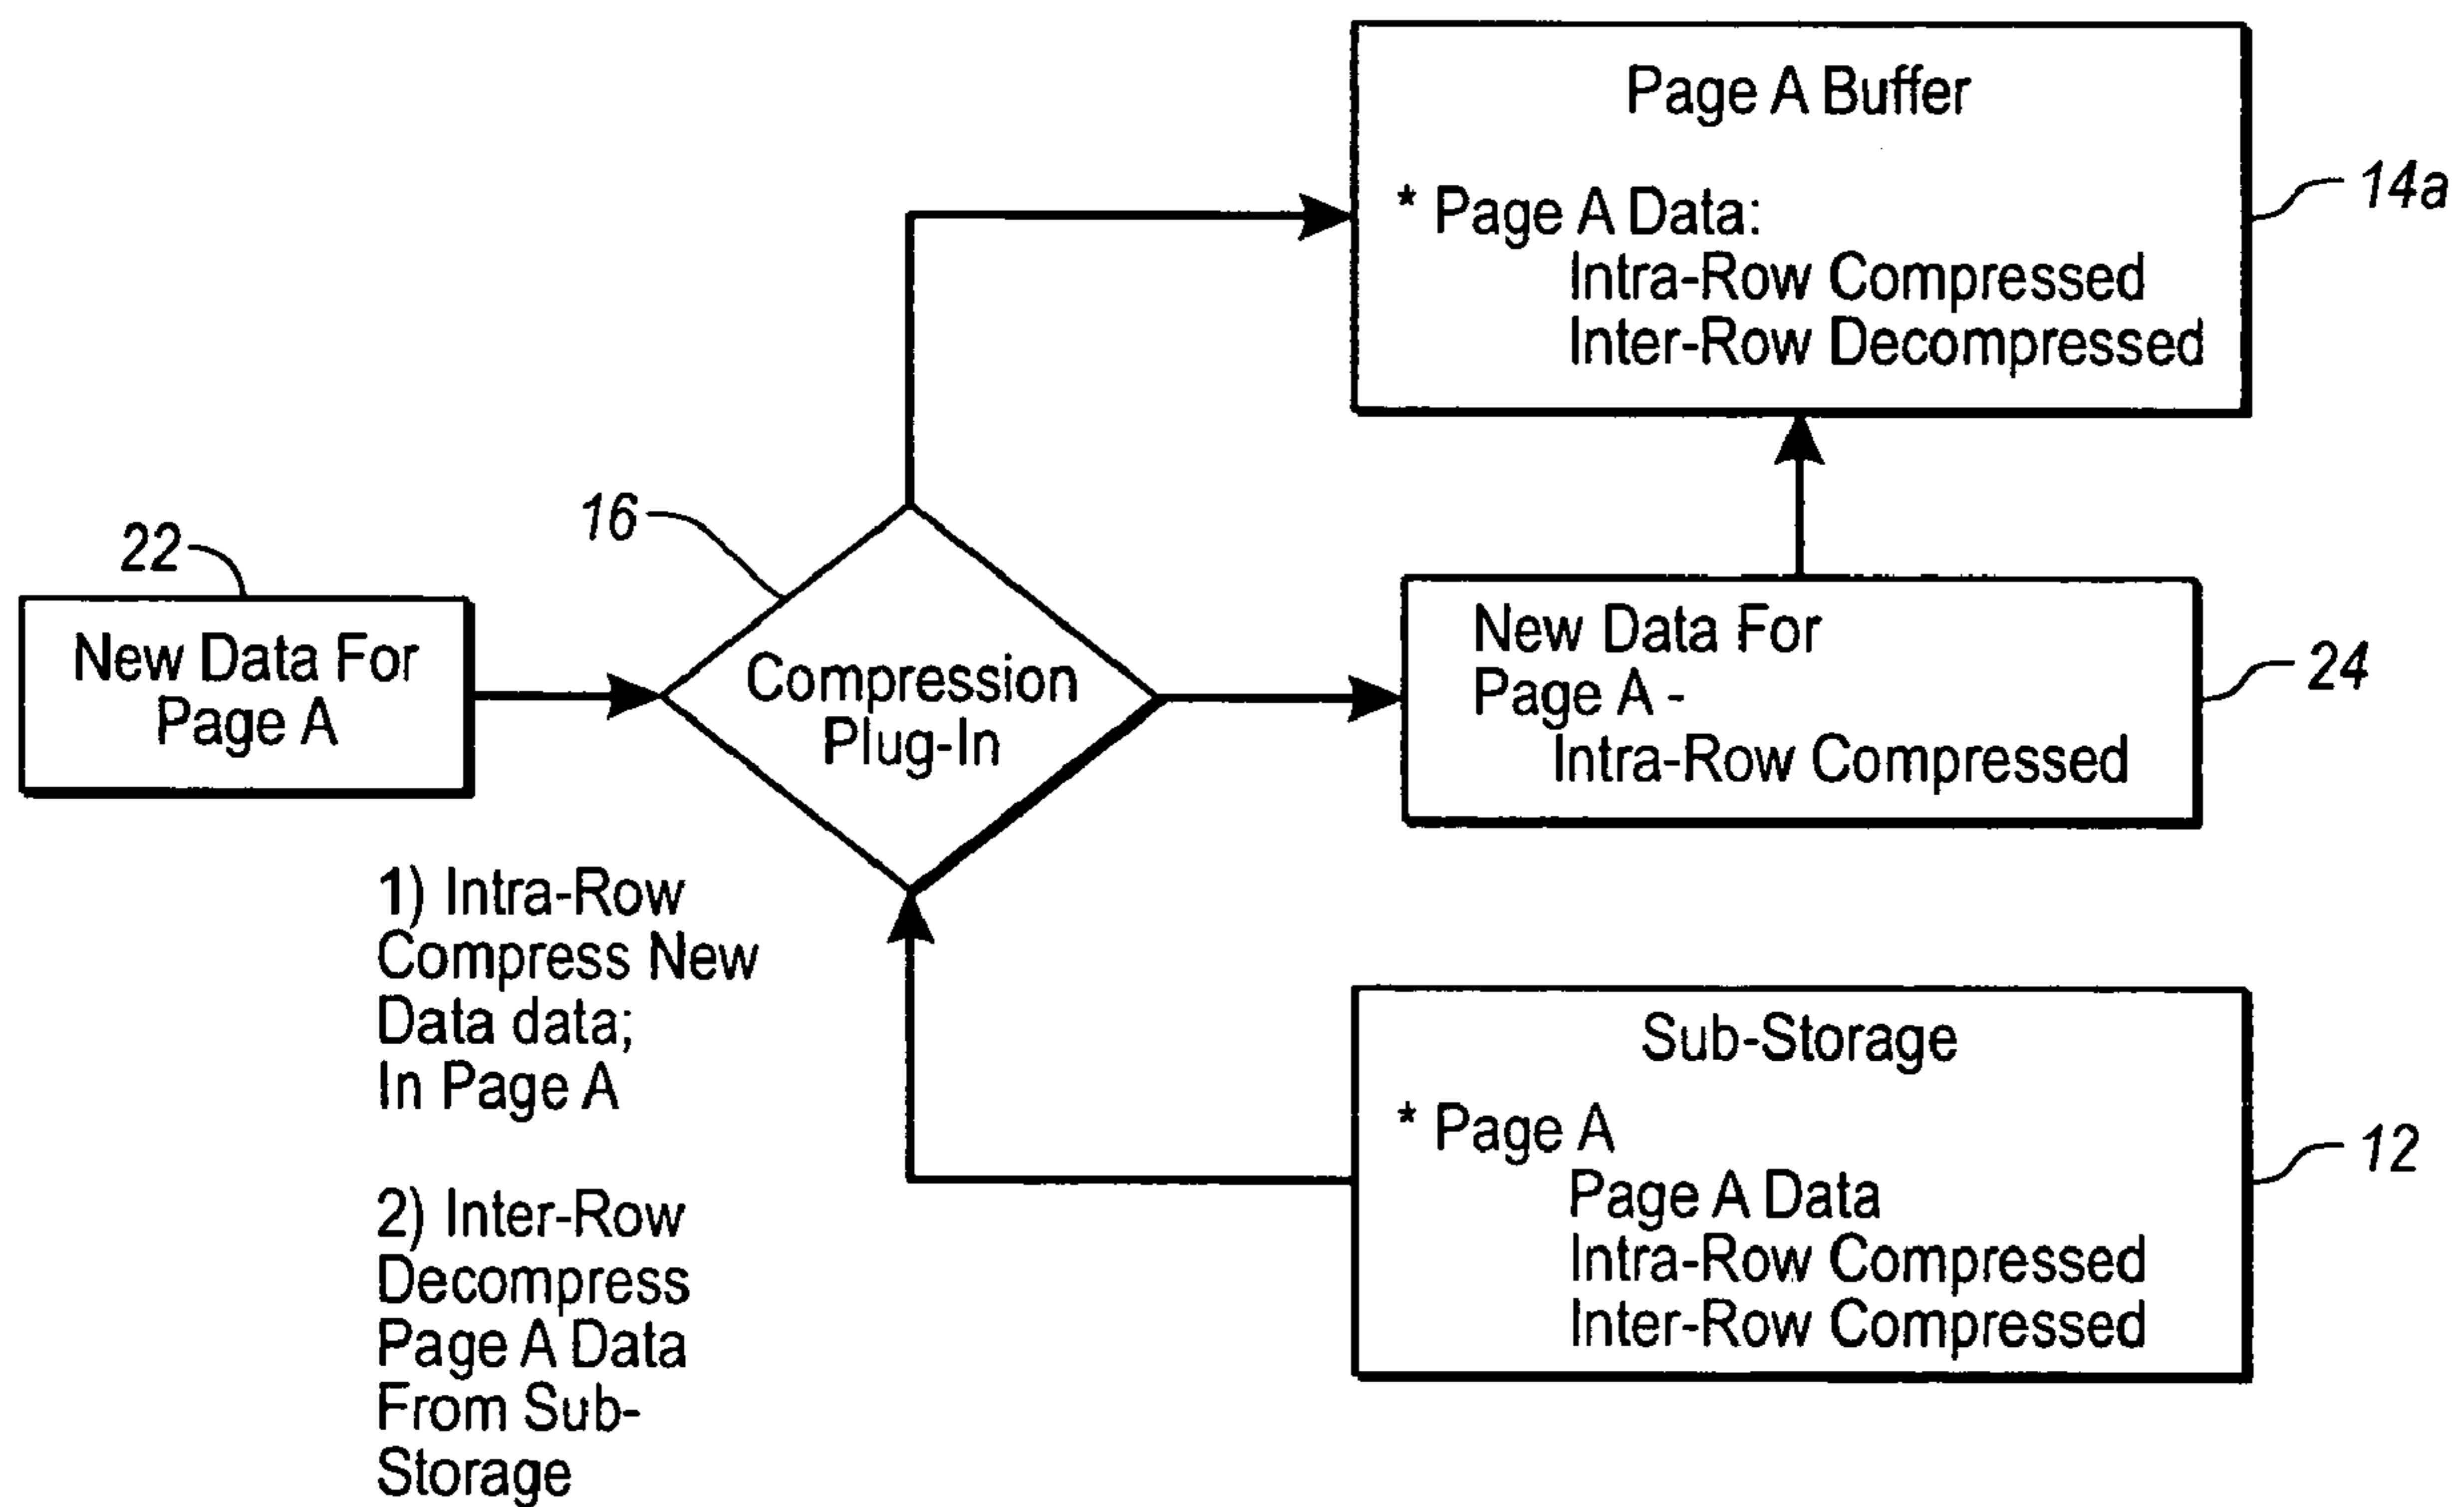 Page A Buffer
* Page A Data:
Intra-Row Compressed
Inter-Row Decompressed
14a
16
22
New Data For
Page A
Compression
Plug-In
New Data For
Page A -
Intra-Row Compressed
24
1) Intra-Row
Compress New
Data data;
In Page A
2) Inter-Row
Decompress
Page A Data
From Sub-
Storage
Sub-Storage
* Page A
Page A Data
Intra-Row Compressed
Inter-Row Compressed
12